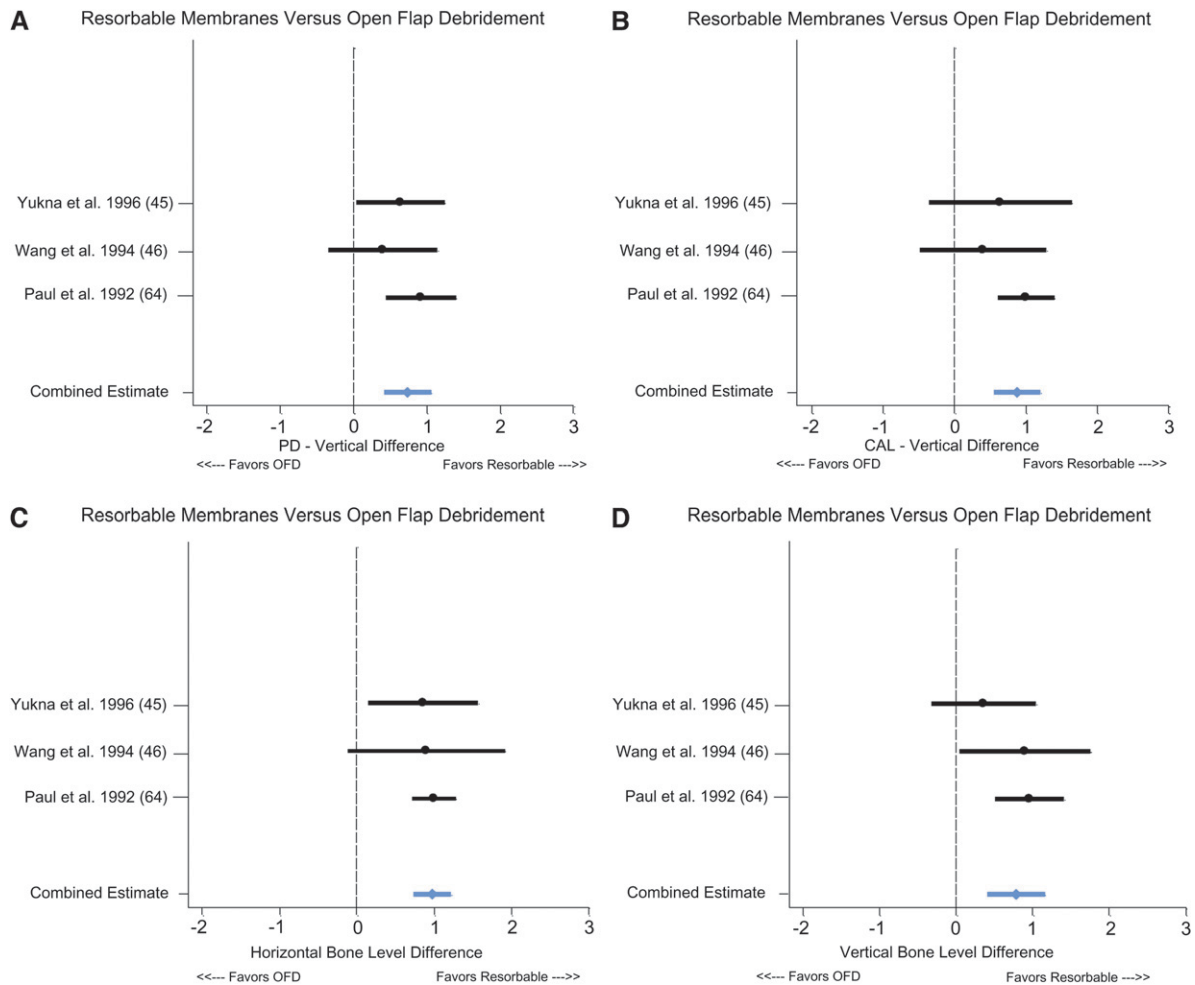 A Resorbable Membranes Versus Open Flap Debridement
Yukna et al. 1996 (45)
Wang et al. 1994 (46)
Paul et al. 1992 (64)
Combined Estimate
-2 -1 0 1 2 3
PD - Vertical Difference
<<--- Favors OFD Favors Resorbable --->>
B Resorbable Membranes Versus Open Flap Debridement
Yukna et al. 1996 (45)
Wang et al. 1994 (46)
Paul et al. 1992 (64)
Combined Estimate
-2 -1 0 1 2 3
CAL - Vertical Difference
<<--- Favors OFD Favors Resorbable --->>
C Resorbable Membranes Versus Open Flap Debridement
Yukna et al. 1996 (45)
Wang et al. 1994 (46)
Paul et al. 1992 (64)
Combined Estimate
-2 -1 0 1 2 3
Horizontal Bone Level Difference
<<--- Favors OFD Favors Resorbable --->>
D Resorbable Membranes Versus Open Flap Debridement
Yukna et al. 1996 (45)
Wang et al. 1994 (46)
Paul et al. 1992 (64)
Combined Estimate
-2 -1 0 1 2 3
Vertical Bone Level Difference
<<--- Favors OFD Favors Resorbable --->>